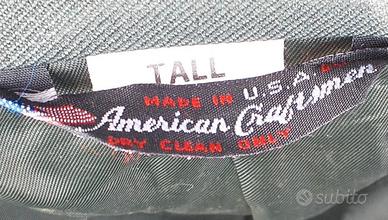 TALL
MADE IN U.S.A.
American Craftsmen
DRY CLEAN ONLY
subito